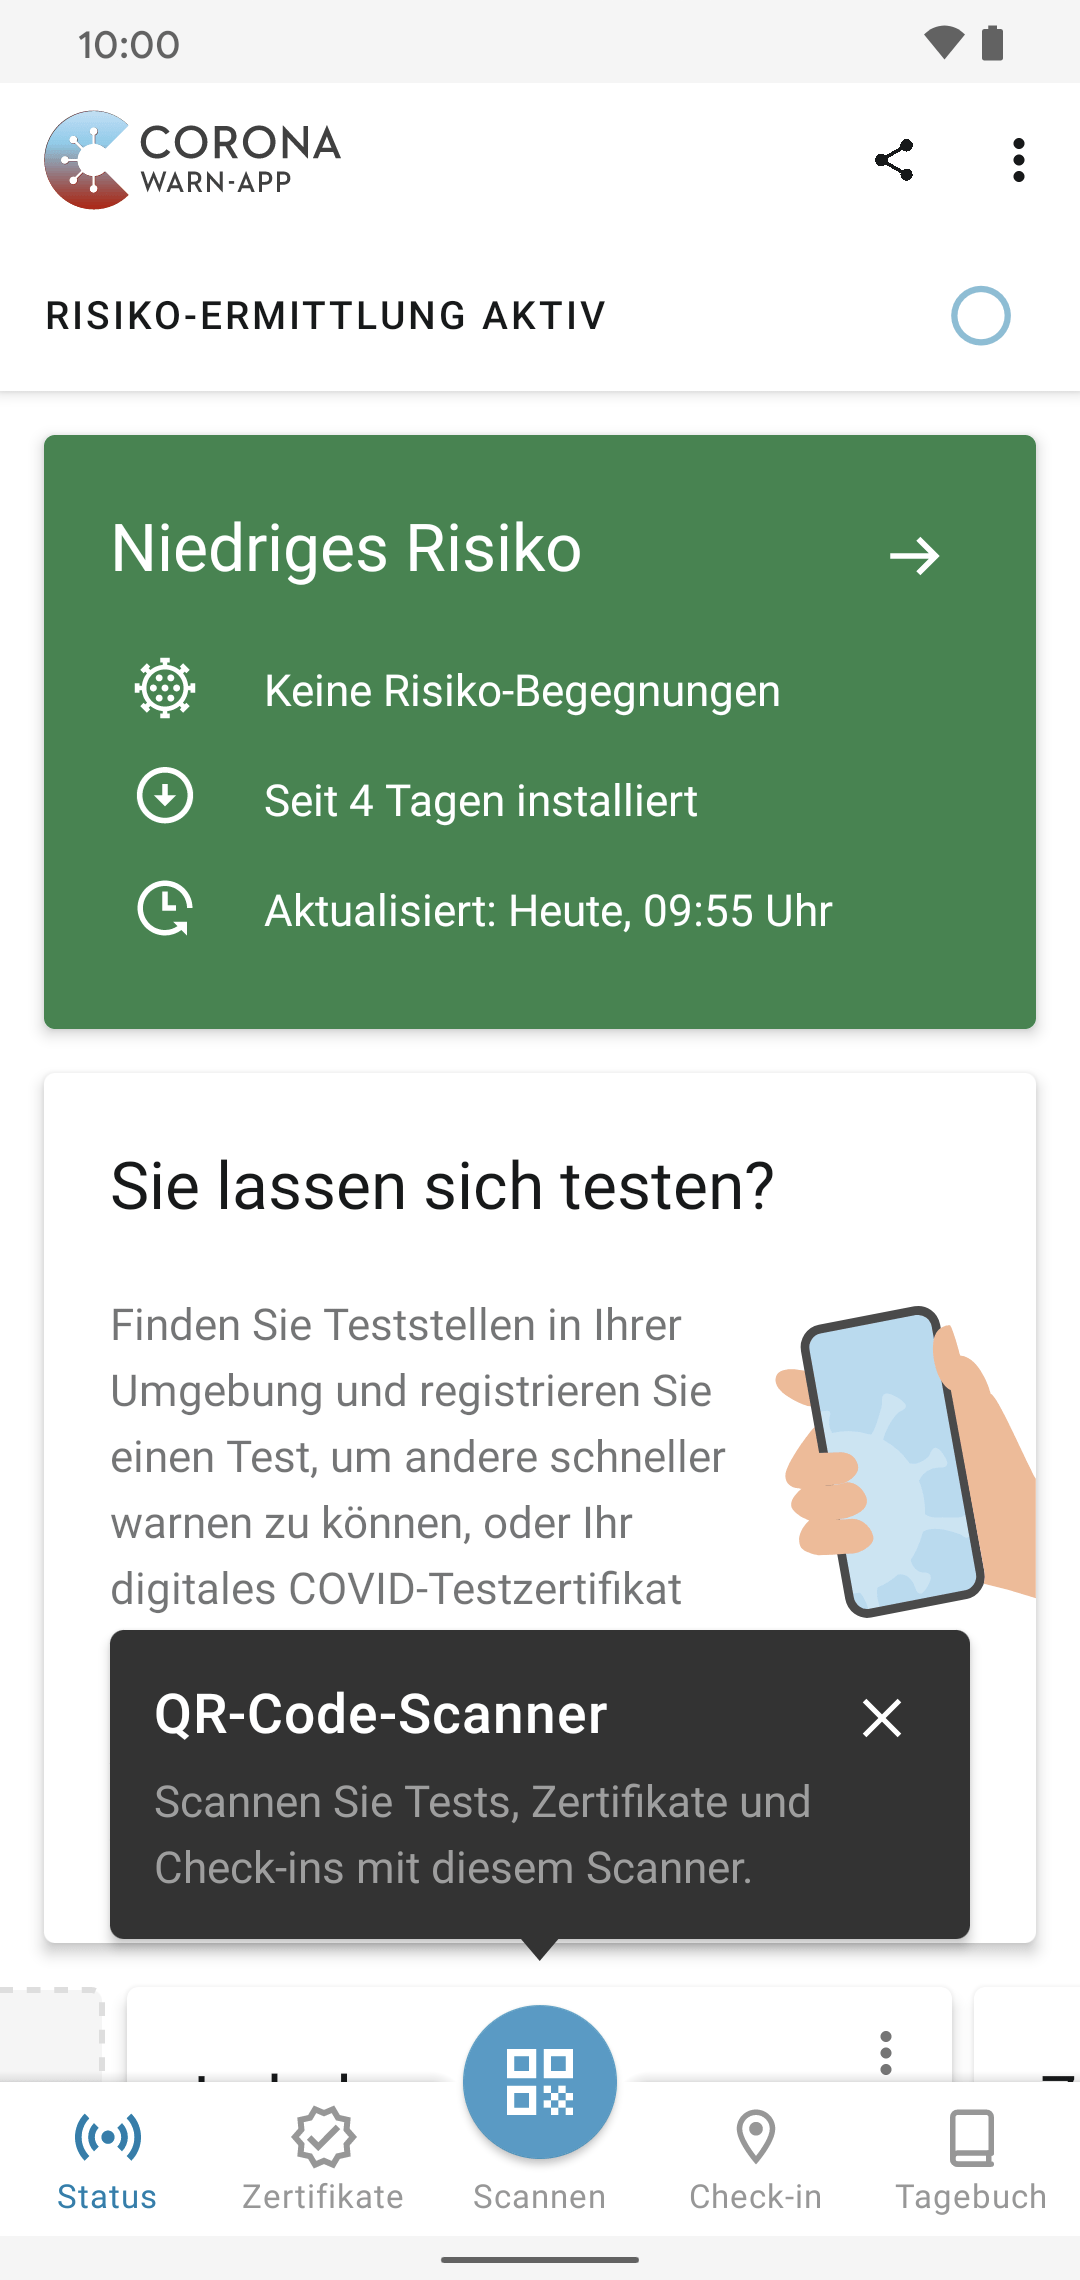 10:00
CORONA
WARN-APP
RISIKO-ERMITTLUNG AKTIV
Niedriges Risiko
Keine Risiko-Begegnungen
Seit 4 Tagen installiert
Aktualisiert: Heute, 09:55 Uhr
Sie lassen sich testen?
Finden Sie Teststellen in Ihrer
Umgebung und registrieren Sie
einen Test, um andere schneller
warnen zu können, oder Ihr
digitales COVID-Testzertifikat
QR-Code-Scanner
Scannen Sie Tests, Zertifikate und
Check-ins mit diesem Scanner.
Status
Zertifikate
Scannen
Check-in
Tagebuch